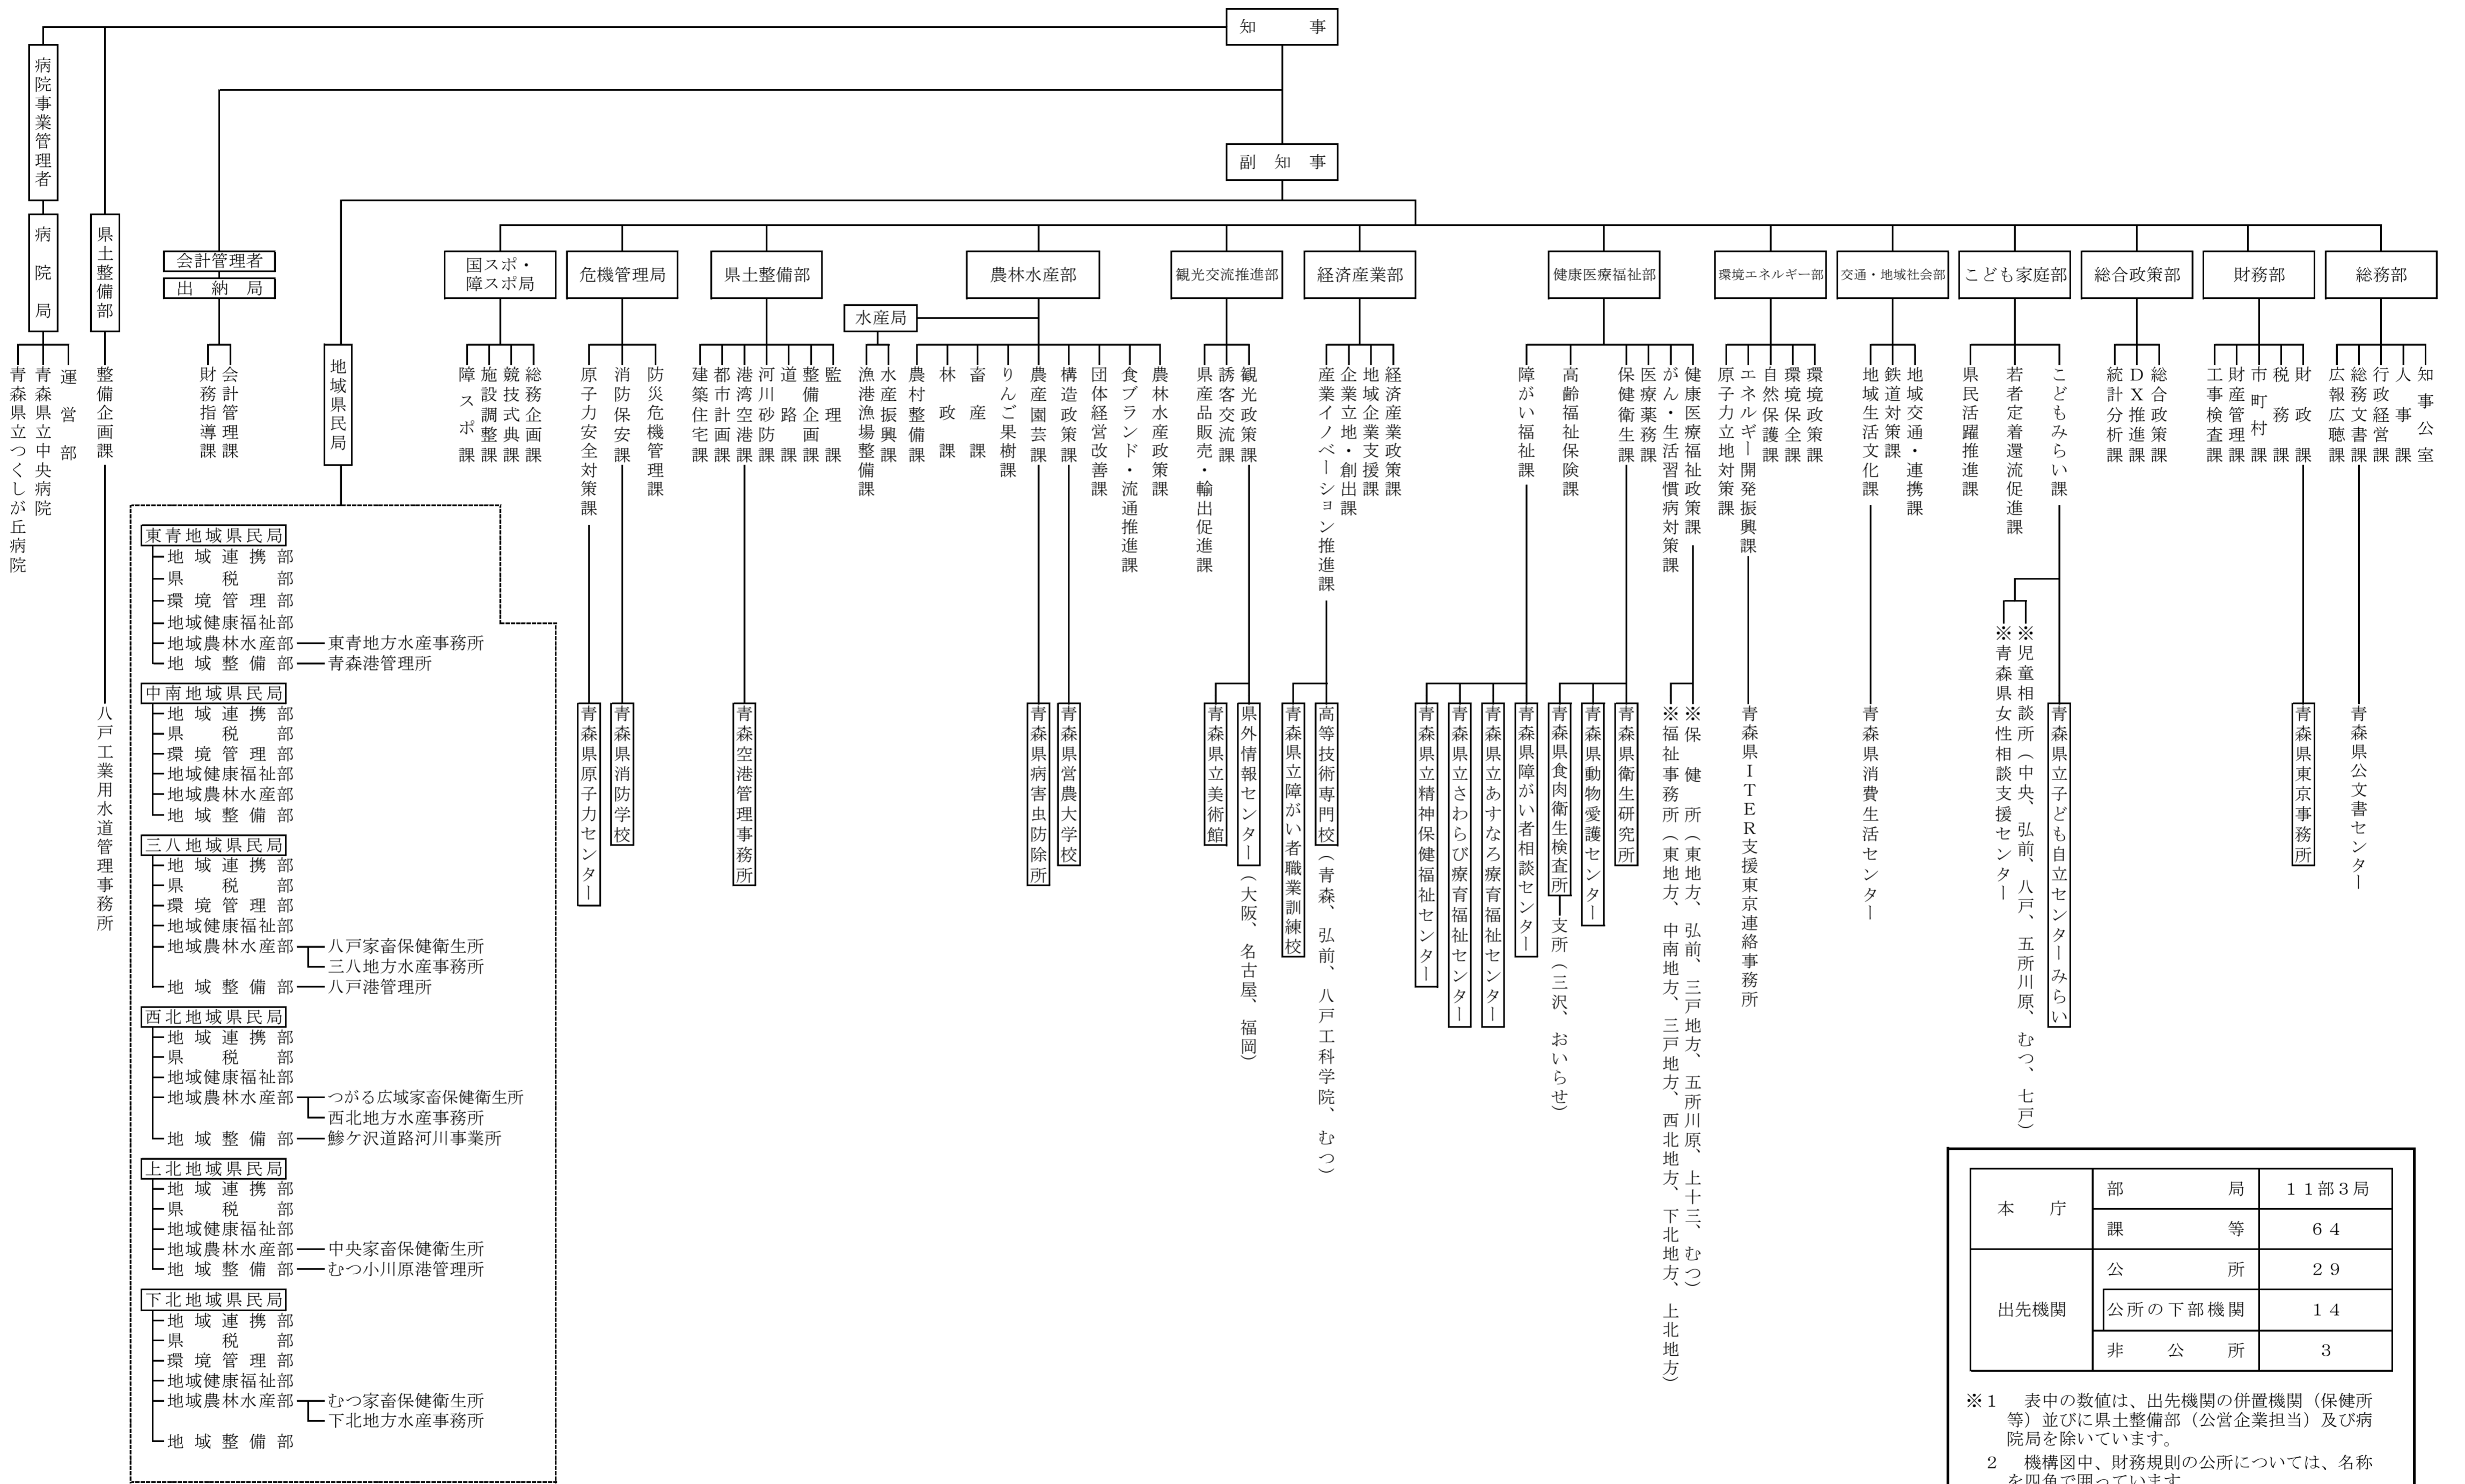 知事
副知事
病院事業管理者
病院局
運営部
青森県立中央病院
青森県立つくしが丘病院
県土整備部
整備企画課
八戸工業用水道管理事務所
会計管理者
出納局
会計管理課
財務指導課
地域県民局
東青地域県民局
地域連携部
県税部
環境管理部
地域健康福祉部
地域農林水産部
東青地方水産事務所
地域整備部
青森港管理所
中南地域県民局
地域連携部
県税部
環境管理部
地域健康福祉部
地域農林水産部
地域整備部
三八地域県民局
地域連携部
県税部
環境管理部
地域健康福祉部
地域農林水産部
八戸家畜保健衛生所
三八地方水産事務所
地域整備部
八戸港管理所
西北地域県民局
地域連携部
県税部
地域健康福祉部
地域農林水産部
つがる広域家畜保健衛生所
西北地方水産事務所
地域整備部
鰺ケ沢道路河川事業所
上北地域県民局
地域連携部
県税部
地域健康福祉部
地域農林水産部
中央家畜保健衛生所
地域整備部
むつ小川原港管理所
下北地域県民局
地域連携部
県税部
環境管理部
地域健康福祉部
地域農林水産部
むつ家畜保健衛生所
下北地方水産事務所
地域整備部
総務部
知事公室
人事課
行政経営課
総務文書課
広報広聴課
青森県公文書センター
財務部
財政課
税務課
市町村課
財産管理課
工事検査課
青森県東京事務所
総合政策部
総合政策課
DX推進課
統計分析課
こども家庭部
こどもみらい課
若者定着還流促進課
県民活躍推進課
青森県立子ども自立センターみらい
※児童相談所（中央、弘前、八戸、五所川原、むつ、七戸）
※青森県女性相談支援センター
交通・地域社会部
地域交通・連携課
鉄道対策課
地域生活文化課
青森県消費生活センター
環境エネルギー部
環境政策課
環境保全課
自然保護課
エネルギー開発振興課
原子力立地対策課
青森県ITER支援東京連絡事務所
健康医療福祉部
健康医療福祉政策課
がん・生活習慣病対策課
医療薬務課
保健衛生課
高齢福祉保険課
障がい福祉課
※保健所（東地方、弘前、三戸地方、五所川原、上十三、むつ）
※福祉事務所（東地方、中南地方、三戸地方、西北地方、下北地方、上北地方）
青森県衛生研究所
青森県動物愛護センター
青森県食肉衛生検査所
支所（三沢、おいらせ）
青森県障がい者相談センター
青森県立あすなろ療育福祉センター
青森県立さわらび療育福祉センター
青森県立精神保健福祉センター
経済産業部
経済産業政策課
地域企業支援課
企業立地・創出課
産業イノベーション推進課
高等技術専門校（青森、弘前、八戸工科学院、むつ）
青森県立障がい者職業訓練校
観光交流推進部
観光政策課
誘客交流課
県産品販売・輸出促進課
県外情報センター（大阪、名古屋、福岡）
青森県立美術館
農林水産部
農林水産政策課
食ブランド・流通推進課
団体経営改善課
構造政策課
農産園芸課
りんご果樹課
畜産課
林政課
農村整備課
水産局
水産振興課
漁港漁場整備課
青森県営農大学校
青森県病害虫防除所
県土整備部
監理課
整備企画課
道路課
河川砂防課
港湾空港課
都市計画課
建築住宅課
青森空港管理事務所
危機管理局
防災危機管理課
消防保安課
原子力安全対策課
青森県消防学校
青森県原子力センター
国スポ・
障スポ局
総務企画課
競技式典課
施設調整課
障スポ課
本庁
部局 11部3局
課等 64
出先機関
公所 29
公所の下部機関 14
非公所 3
※1 表中の数値は、出先機関の併置機関（保健所
等）並びに県土整備部（公営企業担当）及び病
院局を除いています。
2 機構図中、財務規則の公所については、名称
を四角で囲っています。